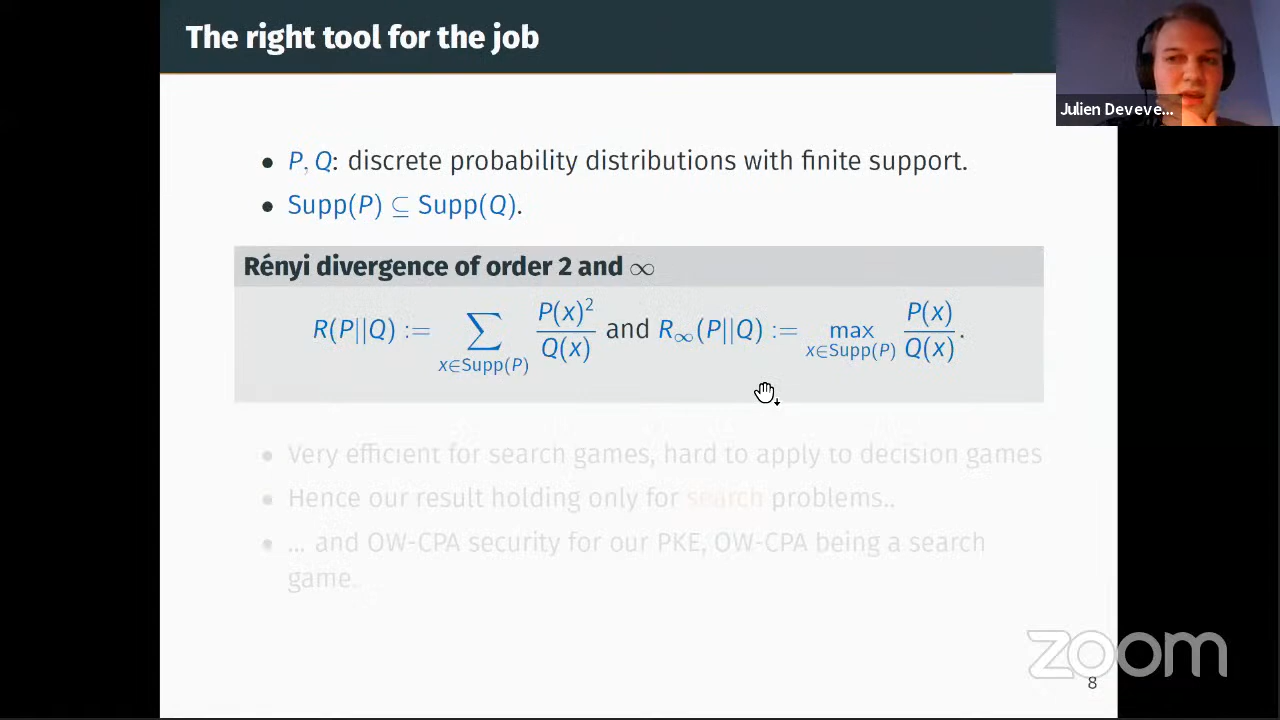 The right tool for the job
Julien Deveve...
• P, Q: discrete probability distributions with finite support.
• Supp(P) ⊆ Supp(Q).
Rényi divergence of order 2 and ∞
R(P||Q) := ∑_{x∈Supp(P)} P(x)²/Q(x) and R_∞(P||Q) := max_{x∈Supp(P)} P(x)/Q(x).
• Very efficient for search games, hard to apply to decision games
• Hence our result holding only for search problems..
• ... and OW-CPA security for our PKE, OW-CPA being a search
game.
zoom
8